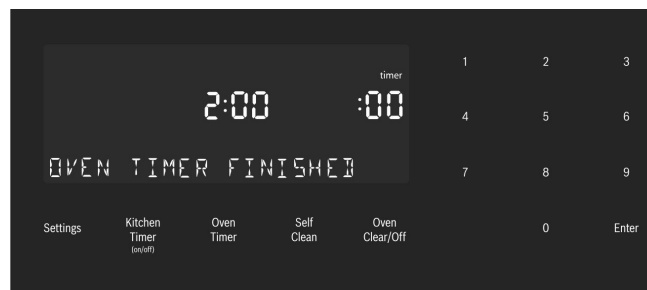 timer
2:00 :00
OVEN TIMER FINISHED
Settings
Kitchen
Timer
(on/off)
Oven
Timer
Self
Clean
Oven
Clear/Off
1 2 3
4 5 6
7 8 9
0 Enter